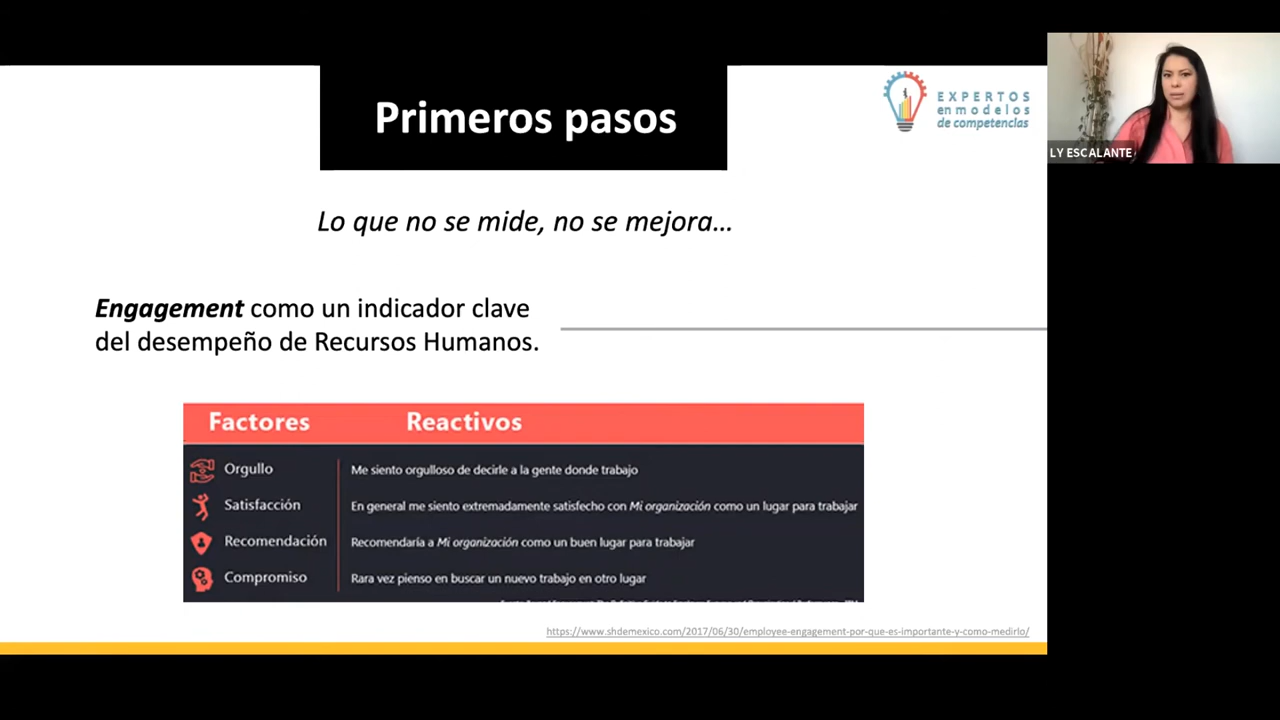 Primeros pasos
EXPERTOS
en modelos
de competencias
LY ESCALANTE
Lo que no se mide, no se mejora...
Engagement como un indicador clave
del desempeño de Recursos Humanos.
Factores Reactivos
Orgullo Me siento orgulloso de decirle a la gente donde trabajo
Satisfacción En general me siento extremadamente satisfecho con Mi organización como un lugar para trabajar
Recomendación Recomendaría a Mi organización como un buen lugar para trabajar
Compromiso Rara vez pienso en buscar un nuevo trabajo en otro lugar
https://www.shdemexico.com/2017/06/30/employee-engagement-por-que-es-importante-y-como-medirlo/